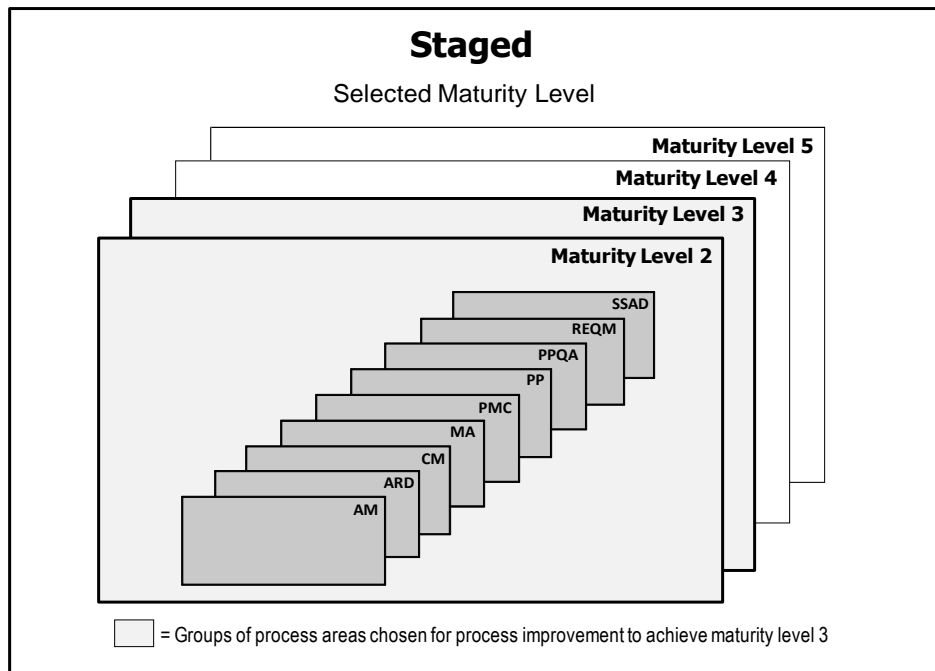 Staged
Selected Maturity Level
Maturity Level 5
Maturity Level 4
Maturity Level 3
Maturity Level 2
SSAD
REQM
PPQA
PP
PMC
MA
CM
ARD
AM
= Groups of process areas chosen for process improvement to achieve maturity level 3